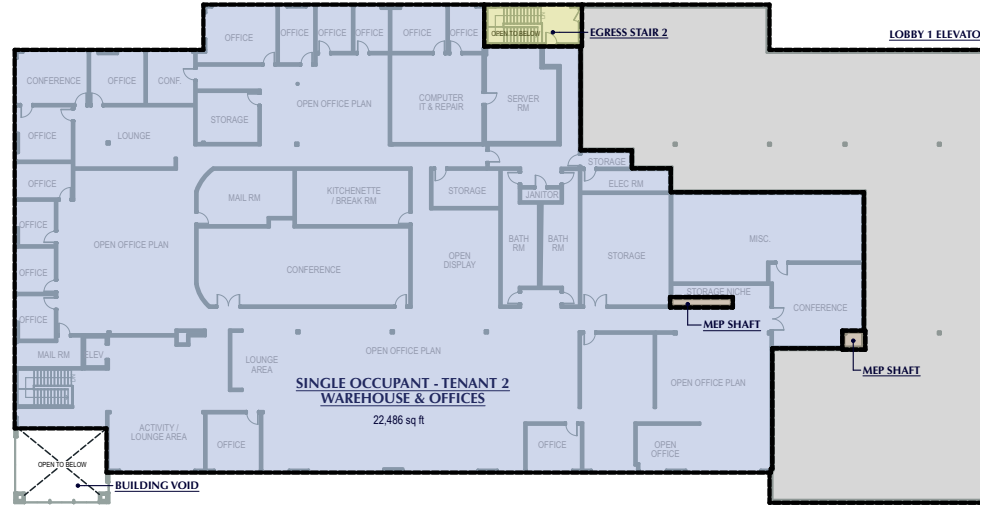 OPEN TO BELOW
EGRESS STAIR 2
LOBBY 1 ELEVATO
OFFICE
OFFICE
OFFICE
OFFICE
OFFICE
OFFICE
CONFERENCE
OFFICE
CONF.
OPEN OFFICE PLAN
COMPUTER
IT & REPAIR
SERVER
RM
STORAGE
OFFICE
LOUNGE
STORAGE
OFFICE
ELEC RM
MAIL RM
KITCHENETTE
/ BREAK RM
STORAGE
JANITOR
OFFICE
OPEN OFFICE PLAN
BATH
RM
BATH
RM
MISC.
OPEN
DISPLAY
STORAGE
OFFICE
CONFERENCE
STORAGE NICHE
CONFERENCE
OFFICE
MEP SHAFT
MAIL RM
ELEV
LOUNGE
AREA
OPEN OFFICE PLAN
MEP SHAFT
SINGLE OCCUPANT - TENANT 2
WAREHOUSE & OFFICES
22,486 sq ft
OPEN OFFICE PLAN
ACTIVITY /
LOUNGE AREA
OFFICE
OFFICE
OPEN
OFFICE
OPEN TO BELOW
BUILDING VOID